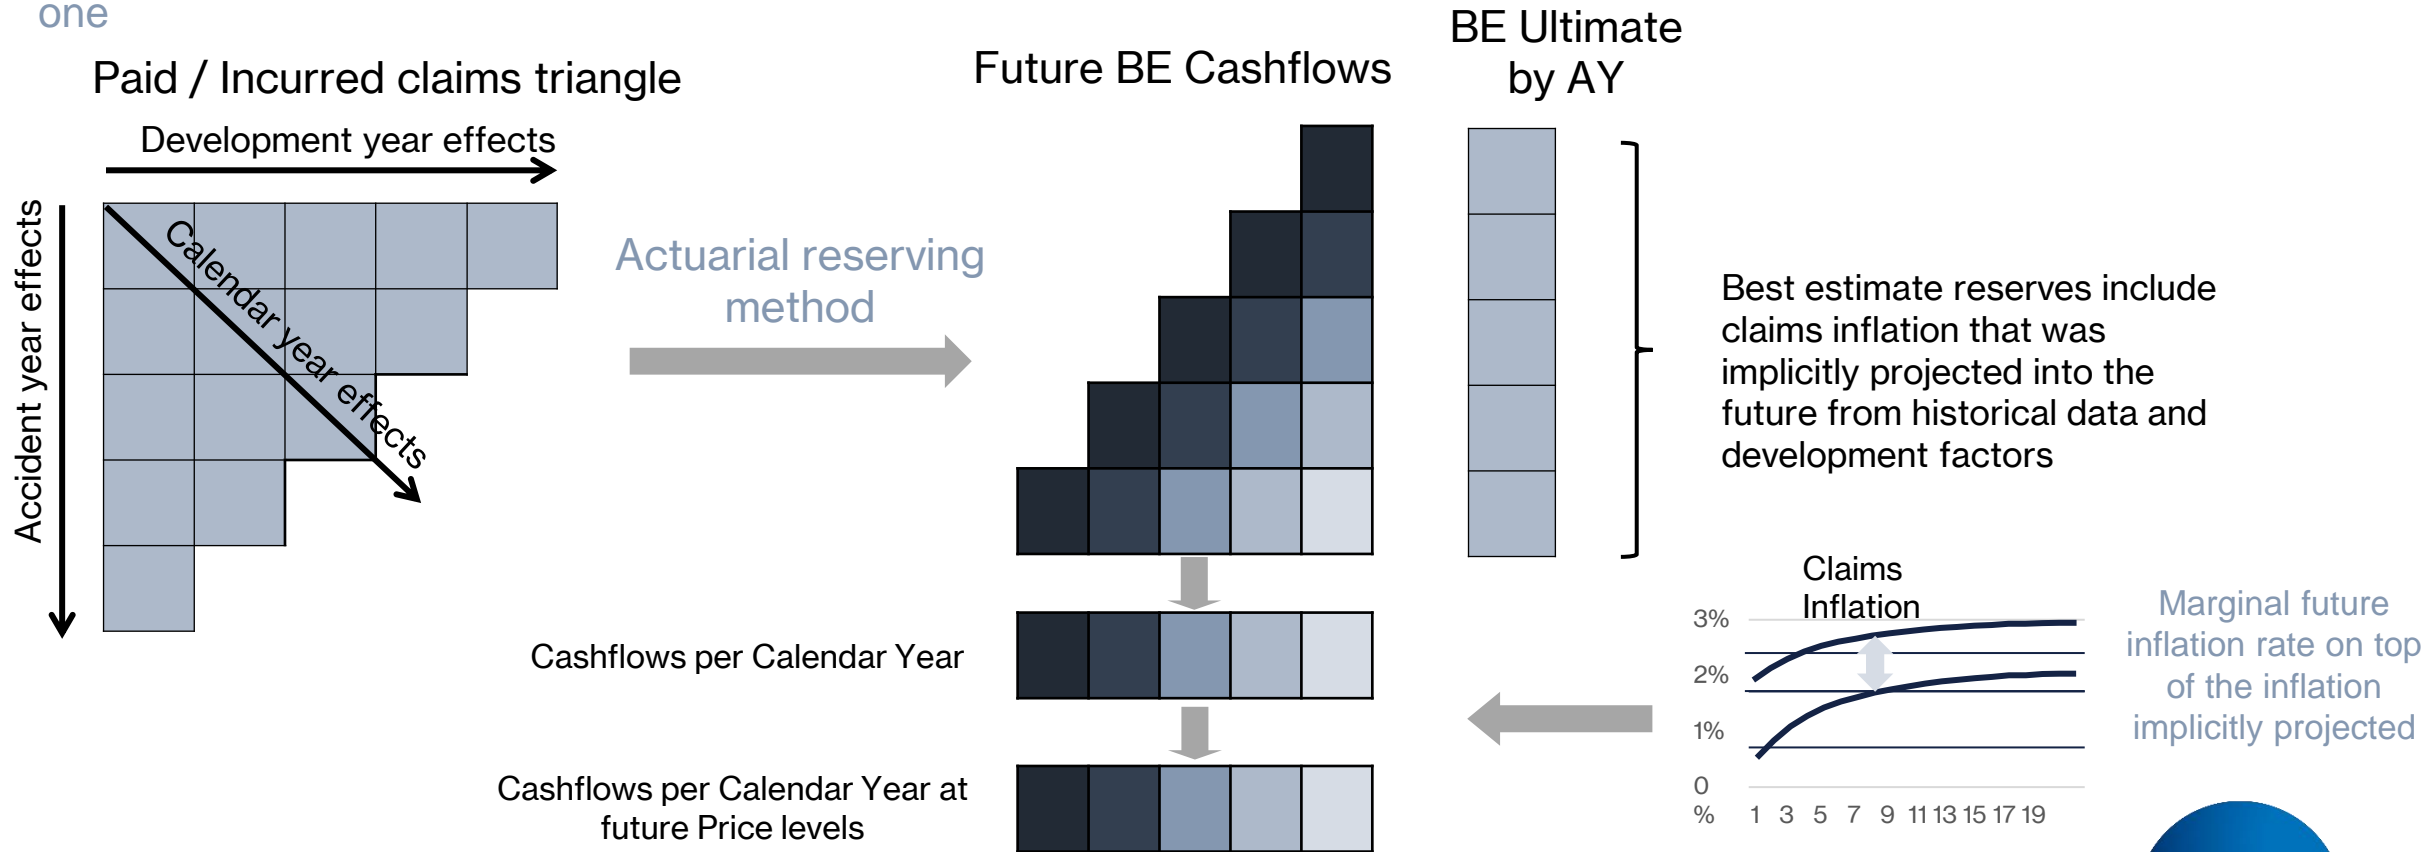 one
Paid / Incurred claims triangle
Development year effects
Accident year effects
Calendar year effects
Actuarial reserving
method
Future BE Cashflows
BE Ultimate
by AY
Best estimate reserves include
claims inflation that was
implicitly projected into the
future from historical data and
development factors
Cashflows per Calendar Year
Cashflows per Calendar Year at
future Price levels
Claims
Inflation
3%
2%
1%
0
%
1 3 5 7 9 11 13 15 17 19
Marginal future
inflation rate on top
of the inflation
implicitly projected